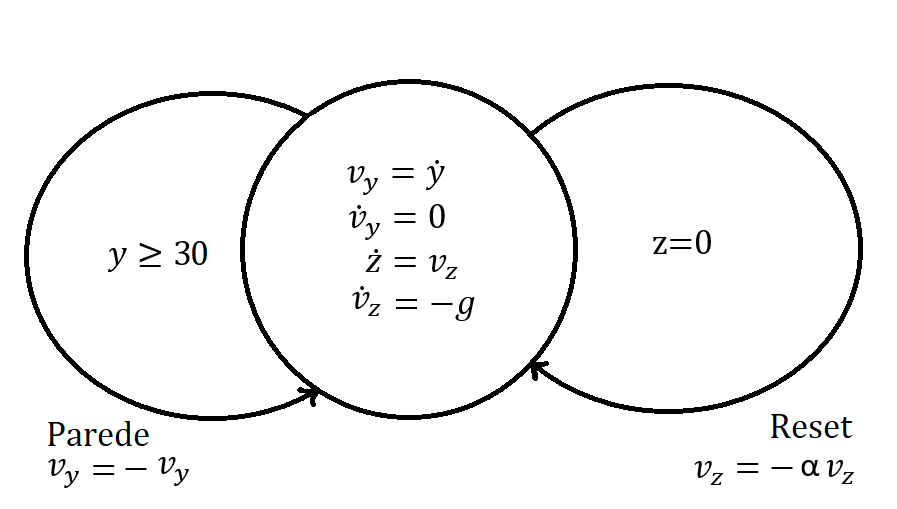 y ≥ 30
v_y = ẏ
v̇_y = 0
ż = v_z
v̇_z = −g
z=0
Parede
v_y = − v_y
Reset
v_z = − α v_z